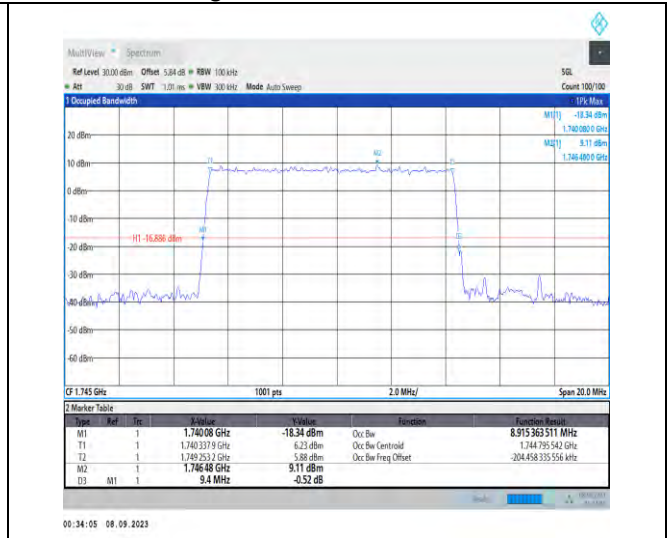 MultiView Spectrum
Ref Level 30.00 dBm Offset 5.84 dB RBW 100 kHz SGL
Att 30 dB SWT 1.01 ms VBW 300 kHz Mode Auto Sweep Count 100/100
1 Occupied Bandwidth 1Pk Max
M1[1] -18.34 dBm
1.740 080 0 GHz
M2[1] 9.11 dBm
1.746 480 0 GHz
20 dBm
10 dBm
0 dBm
-10 dBm
-20 dBm
-30 dBm
-40 dBm
-50 dBm
-60 dBm
M2
T1
M1
H1 -16.886 dBm
CF 1.745 GHz 1001 pts 2.0 MHz/ Span 20.0 MHz
2 Marker Table
Type Ref Trc X-Value Y-Value Function Function Result
M1 1 1.740 08 GHz -18.34 dBm Occ Bw 8.915 363 511 MHz
T1 1 1.740 337 9 GHz 6.23 dBm Occ Bw Centroid 1.744 795 542 GHz
T2 1 1.749 253 2 GHz 5.88 dBm Occ Bw Freq Offset -204.458 335 556 kHz
M2 1 1.746 48 GHz 9.11 dBm
D3 M1 1 9.4 MHz -0.52 dB
00:34:05 08.09.2023